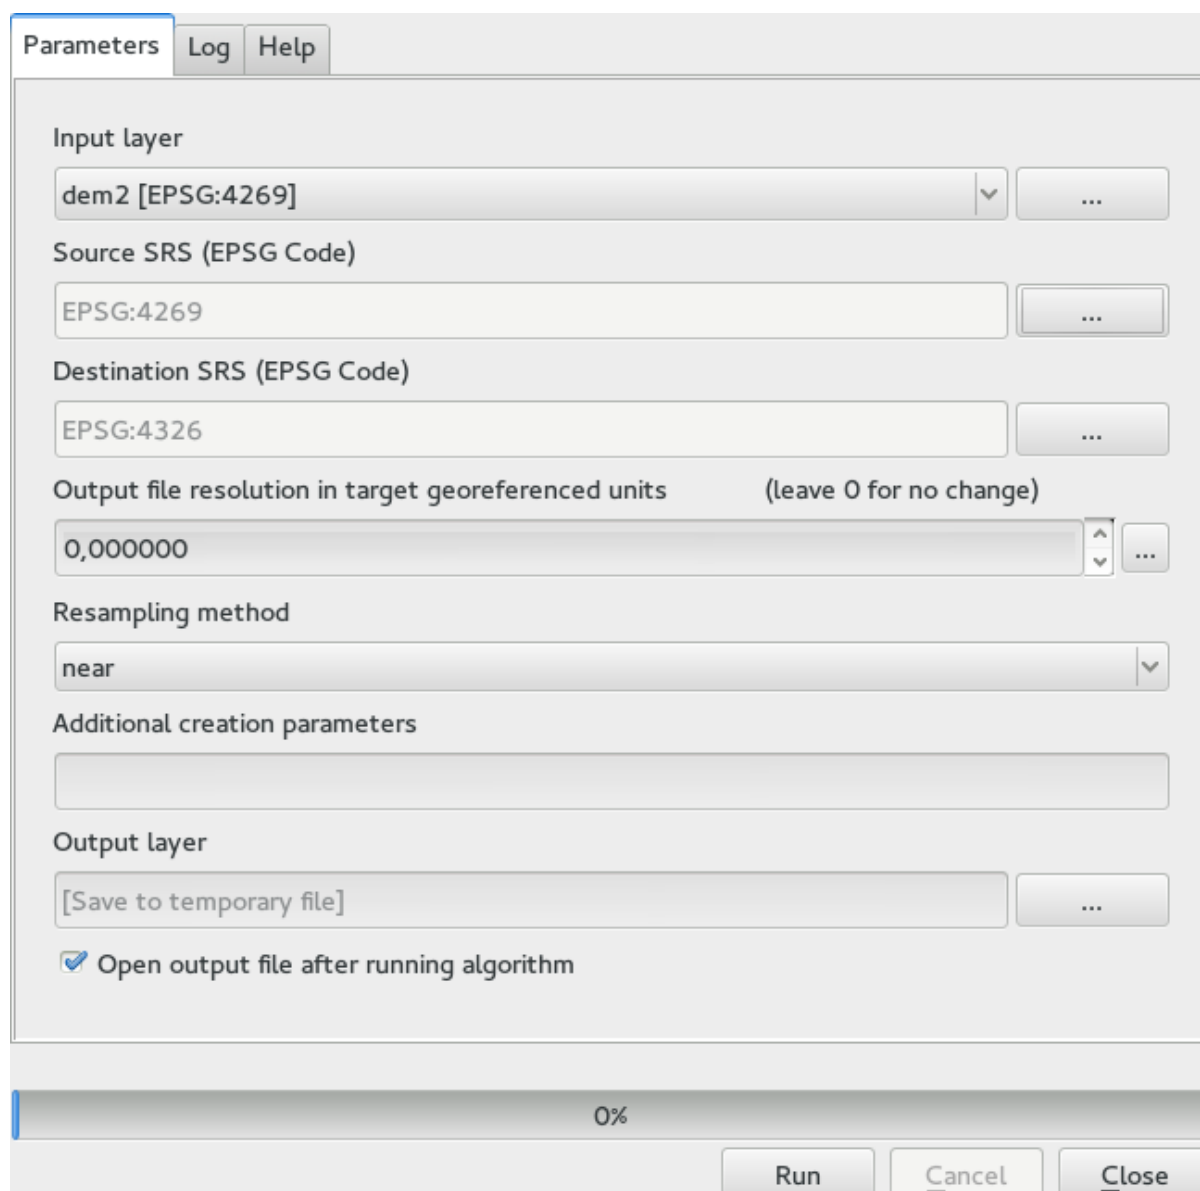 Parameters Log Help
Input layer
dem2 [EPSG:4269] ...
Source SRS (EPSG Code)
EPSG:4269 ...
Destination SRS (EPSG Code)
EPSG:4326 ...
Output file resolution in target georeferenced units (leave 0 for no change)
0,000000 ...
Resampling method
near
Additional creation parameters
Output layer
[Save to temporary file] ...
Open output file after running algorithm
0%
Run Cancel Close